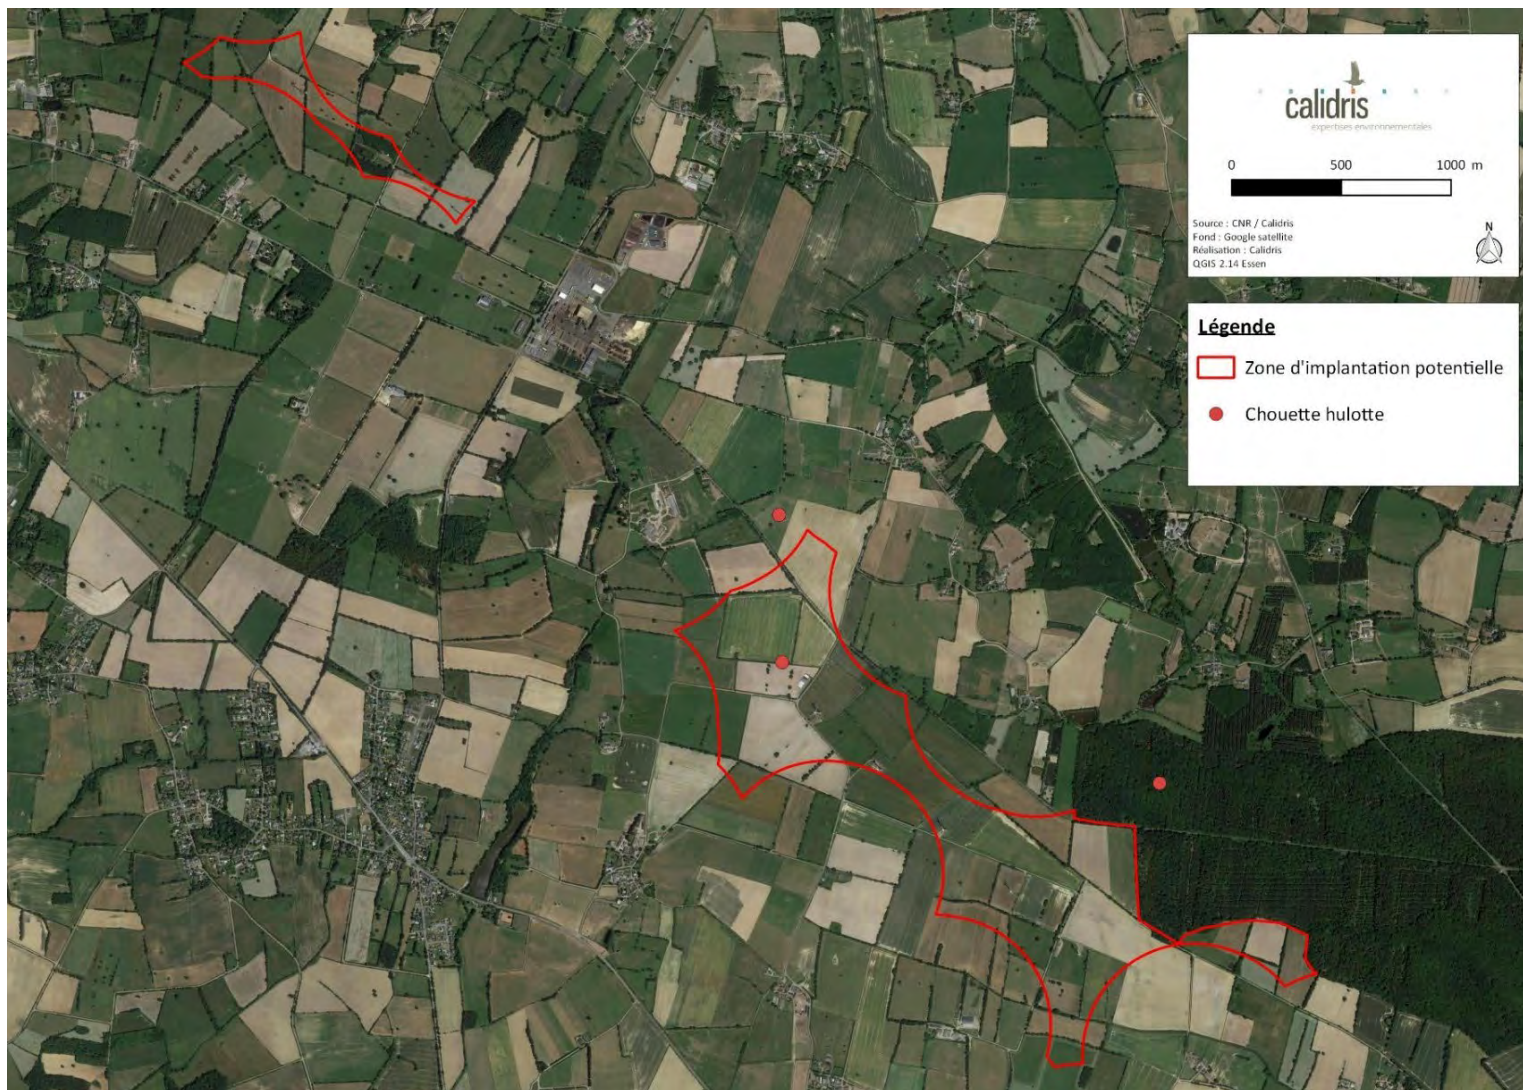 calidris
expertises environnementales
0 500 1000 m
Source : CNR / Calidris
Fond : Google satellite
Réalisation : Calidris
QGIS 2.14 Essen
N
Légende
Zone d'implantation potentielle
Chouette hulotte